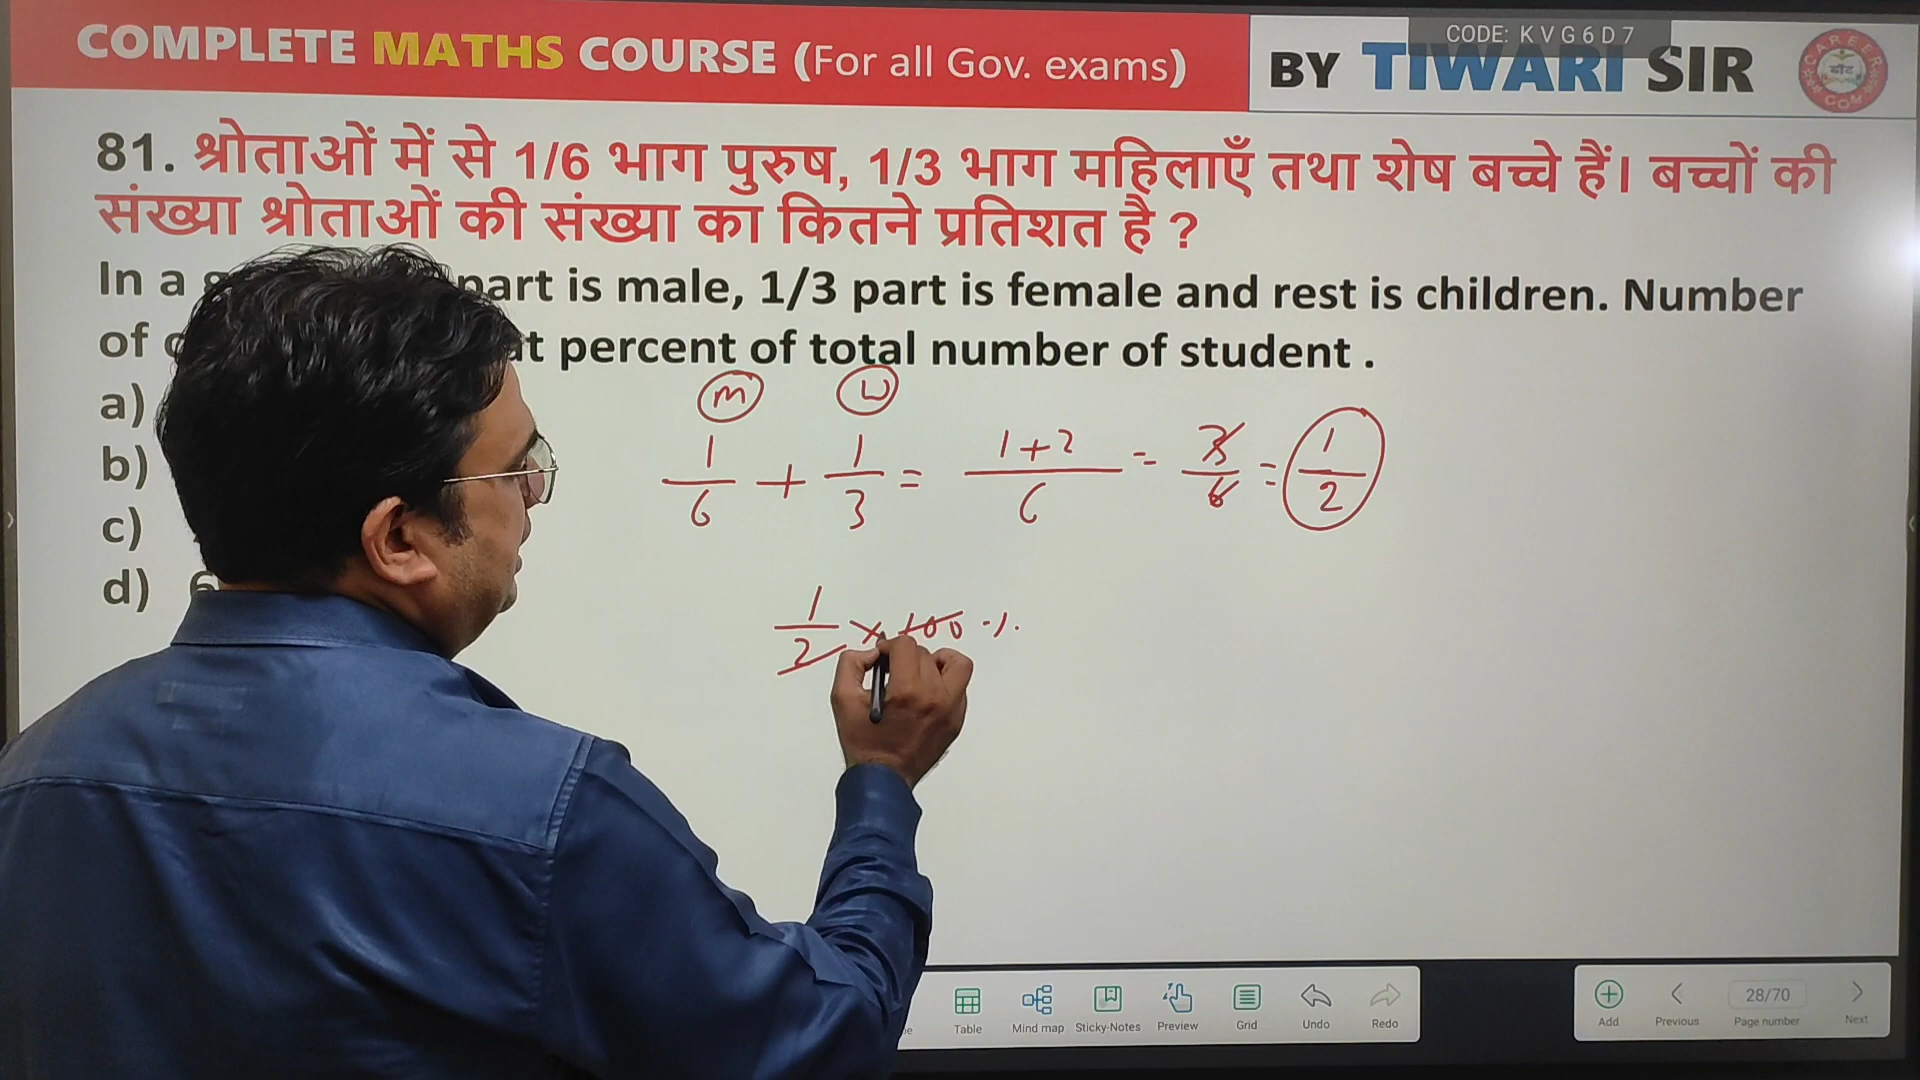 COMPLETE MATHS COURSE (For all Gov. exams)
BY TIWARI SIR
CODE: K V G 6 D 7
CAREER
.COM
81. श्रोताओं में से 1/6 भाग पुरुष, 1/3 भाग महिलाएँ तथा शेष बच्चे हैं। बच्चों की
संख्या श्रोताओं की संख्या का कितने प्रतिशत है ?
In a part is male, 1/3 part is female and rest is children. Number
of percent of total number of student .
a)
b)
c)
d) 6
m w
1/6 + 1/3 = 1+2/6 = 3/6 = 1/2
1/2 × 100 %
Table Mind map Sticky-Notes Preview Grid Undo Redo
Add Previous 28/70 Page number Next